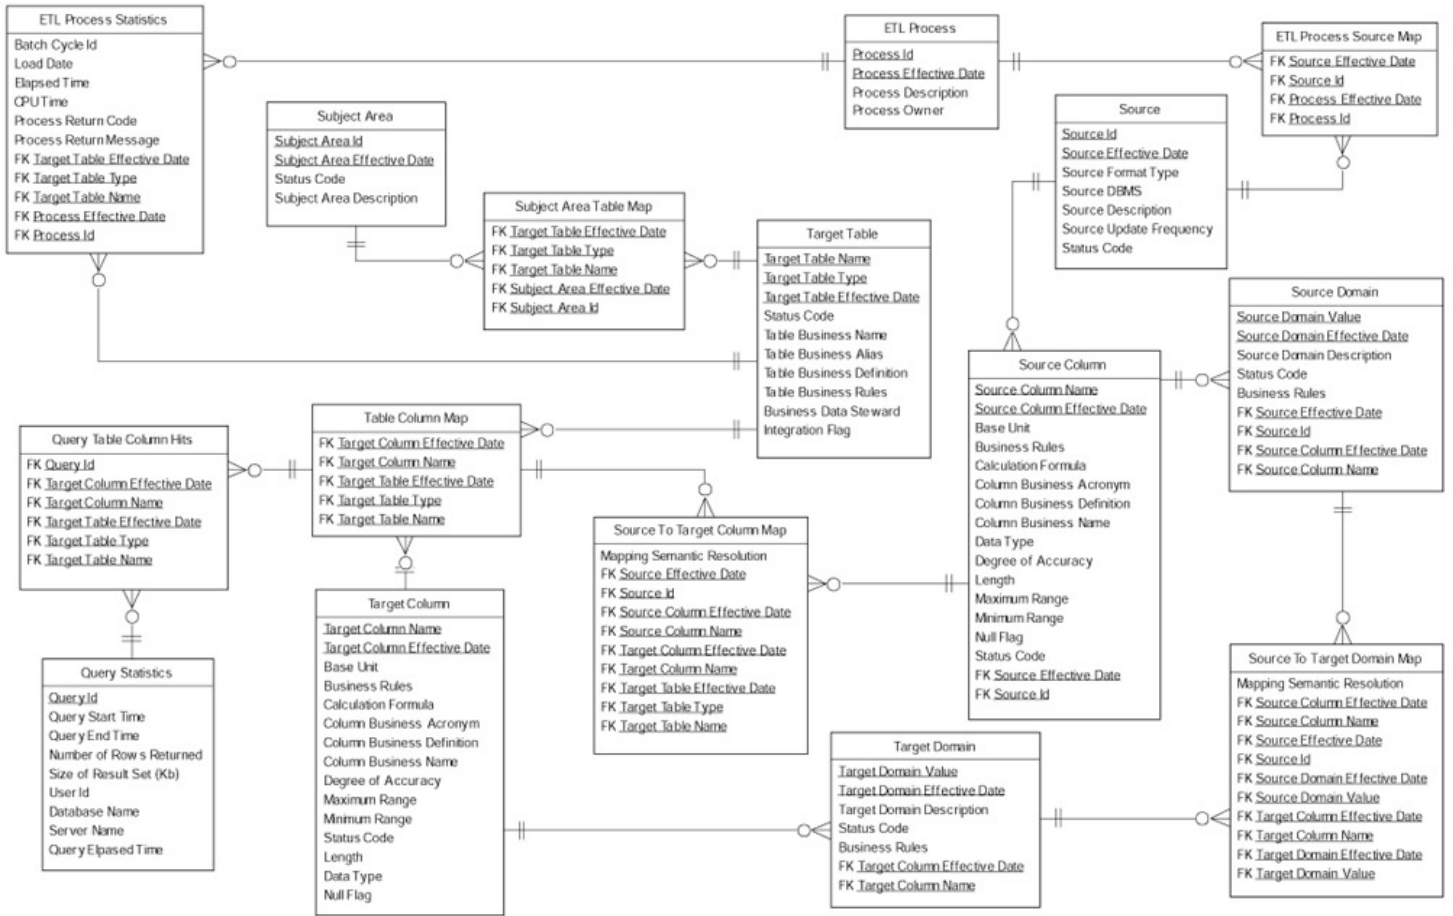 ETL Process Statistics
Batch Cycle Id
Load Date
Elapsed Time
CPU Time
Process Return Code
Process Return Message
FK Target Table Effective Date
FK Target Table Type
FK Target Table Name
FK Process Effective Date
FK Process Id
Subject Area
Subject Area Id
Subject Area Effective Date
Status Code
Subject Area Description
Subject Area Table Map
FK Target Table Effective Date
FK Target Table Type
FK Target Table Name
FK Subject Area Effective Date
FK Subject Area Id
ETL Process
Process Id
Process Effective Date
Process Description
Process Owner
ETL Process Source Map
FK Source Effective Date
FK Source Id
FK Process Effective Date
FK Process Id
Source
Source Id
Source Effective Date
Source Format Type
Source DBMS
Source Description
Source Update Frequency
Status Code
Target Table
Target Table Name
Target Table Type
Target Table Effective Date
Status Code
Table Business Name
Table Business Alias
Table Business Definition
Table Business Rules
Business Data Steward
Integration Flag
Source Domain
Source Domain Value
Source Domain Effective Date
Source Domain Description
Status Code
Business Rules
FK Source Effective Date
FK Source Id
FK Source Column Effective Date
FK Source Column Name
Source Column
Source Column Name
Source Column Effective Date
Base Unit
Business Rules
Calculation Formula
Column Business Acronym
Column Business Definition
Column Business Name
Data Type
Degree of Accuracy
Length
Maximum Range
Minimum Range
Null Flag
Status Code
FK Source Effective Date
FK Source Id
Query Table Column Hits
FK Query Id
FK Target Column Effective Date
FK Target Column Name
FK Target Table Effective Date
FK Target Table Type
FK Target Table Name
Table Column Map
FK Target Column Effective Date
FK Target Column Name
FK Target Table Effective Date
FK Target Table Type
FK Target Table Name
Source To Target Column Map
Mapping Semantic Resolution
FK Source Effective Date
FK Source Id
FK Source Column Effective Date
FK Source Column Name
FK Target Column Effective Date
FK Target Column Name
FK Target Table Effective Date
FK Target Table Type
FK Target Table Name
Query Statistics
Query Id
Query Start Time
Query End Time
Number of Rows Returned
Size of Result Set (Kb)
User Id
Database Name
Server Name
Query Elpased Time
Target Column
Target Column Name
Target Column Effective Date
Base Unit
Business Rules
Calculation Formula
Column Business Acronym
Column Business Definition
Column Business Name
Degree of Accuracy
Maximum Range
Minimum Range
Status Code
Length
Data Type
Null Flag
Target Domain
Target Domain Value
Target Domain Effective Date
Target Domain Description
Status Code
Business Rules
FK Target Column Effective Date
FK Target Column Name
Source To Target Domain Map
Mapping Semantic Resolution
FK Source Column Effective Date
FK Source Column Name
FK Source Effective Date
FK Source Id
FK Source Domain Effective Date
FK Source Domain Value
FK Target Column Effective Date
FK Target Column Name
FK Target Domain Effective Date
FK Target Domain Value